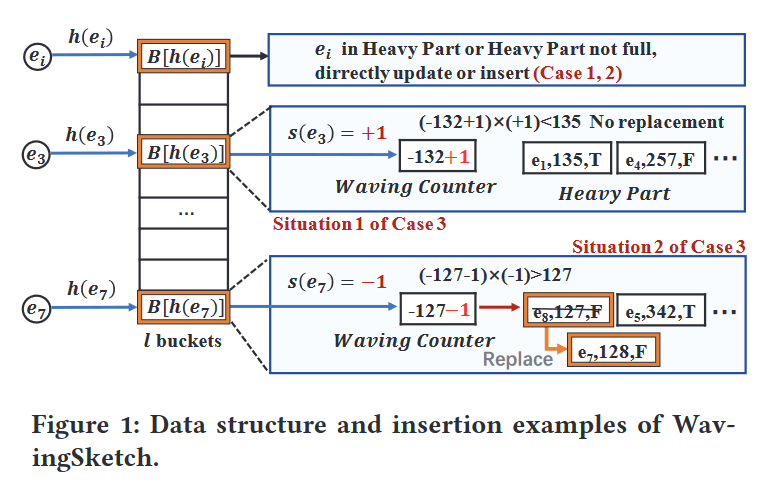 h(e_i)
e_i
B[h(e_i)]
e_i in Heavy Part or Heavy Part not full,
dirrectly update or insert (Case 1, 2)
h(e_3)
e_3
B[h(e_3)]
s(e_3) = +1
(-132+1)×(+1)<135 No replacement
-132+1
e_1,135,T
e_4,257,F
...
Waving Counter
Heavy Part
Situation 1 of Case 3
...
Situation 2 of Case 3
h(e_7)
e_7
B[h(e_7)]
l buckets
s(e_7) = −1
(-127-1)×(-1)>127
-127−1
e_8,127,F
e_5,342,T
...
Waving Counter
Replace
e_7,128,F
Figure 1: Data structure and insertion examples of Wav-
ingSketch.